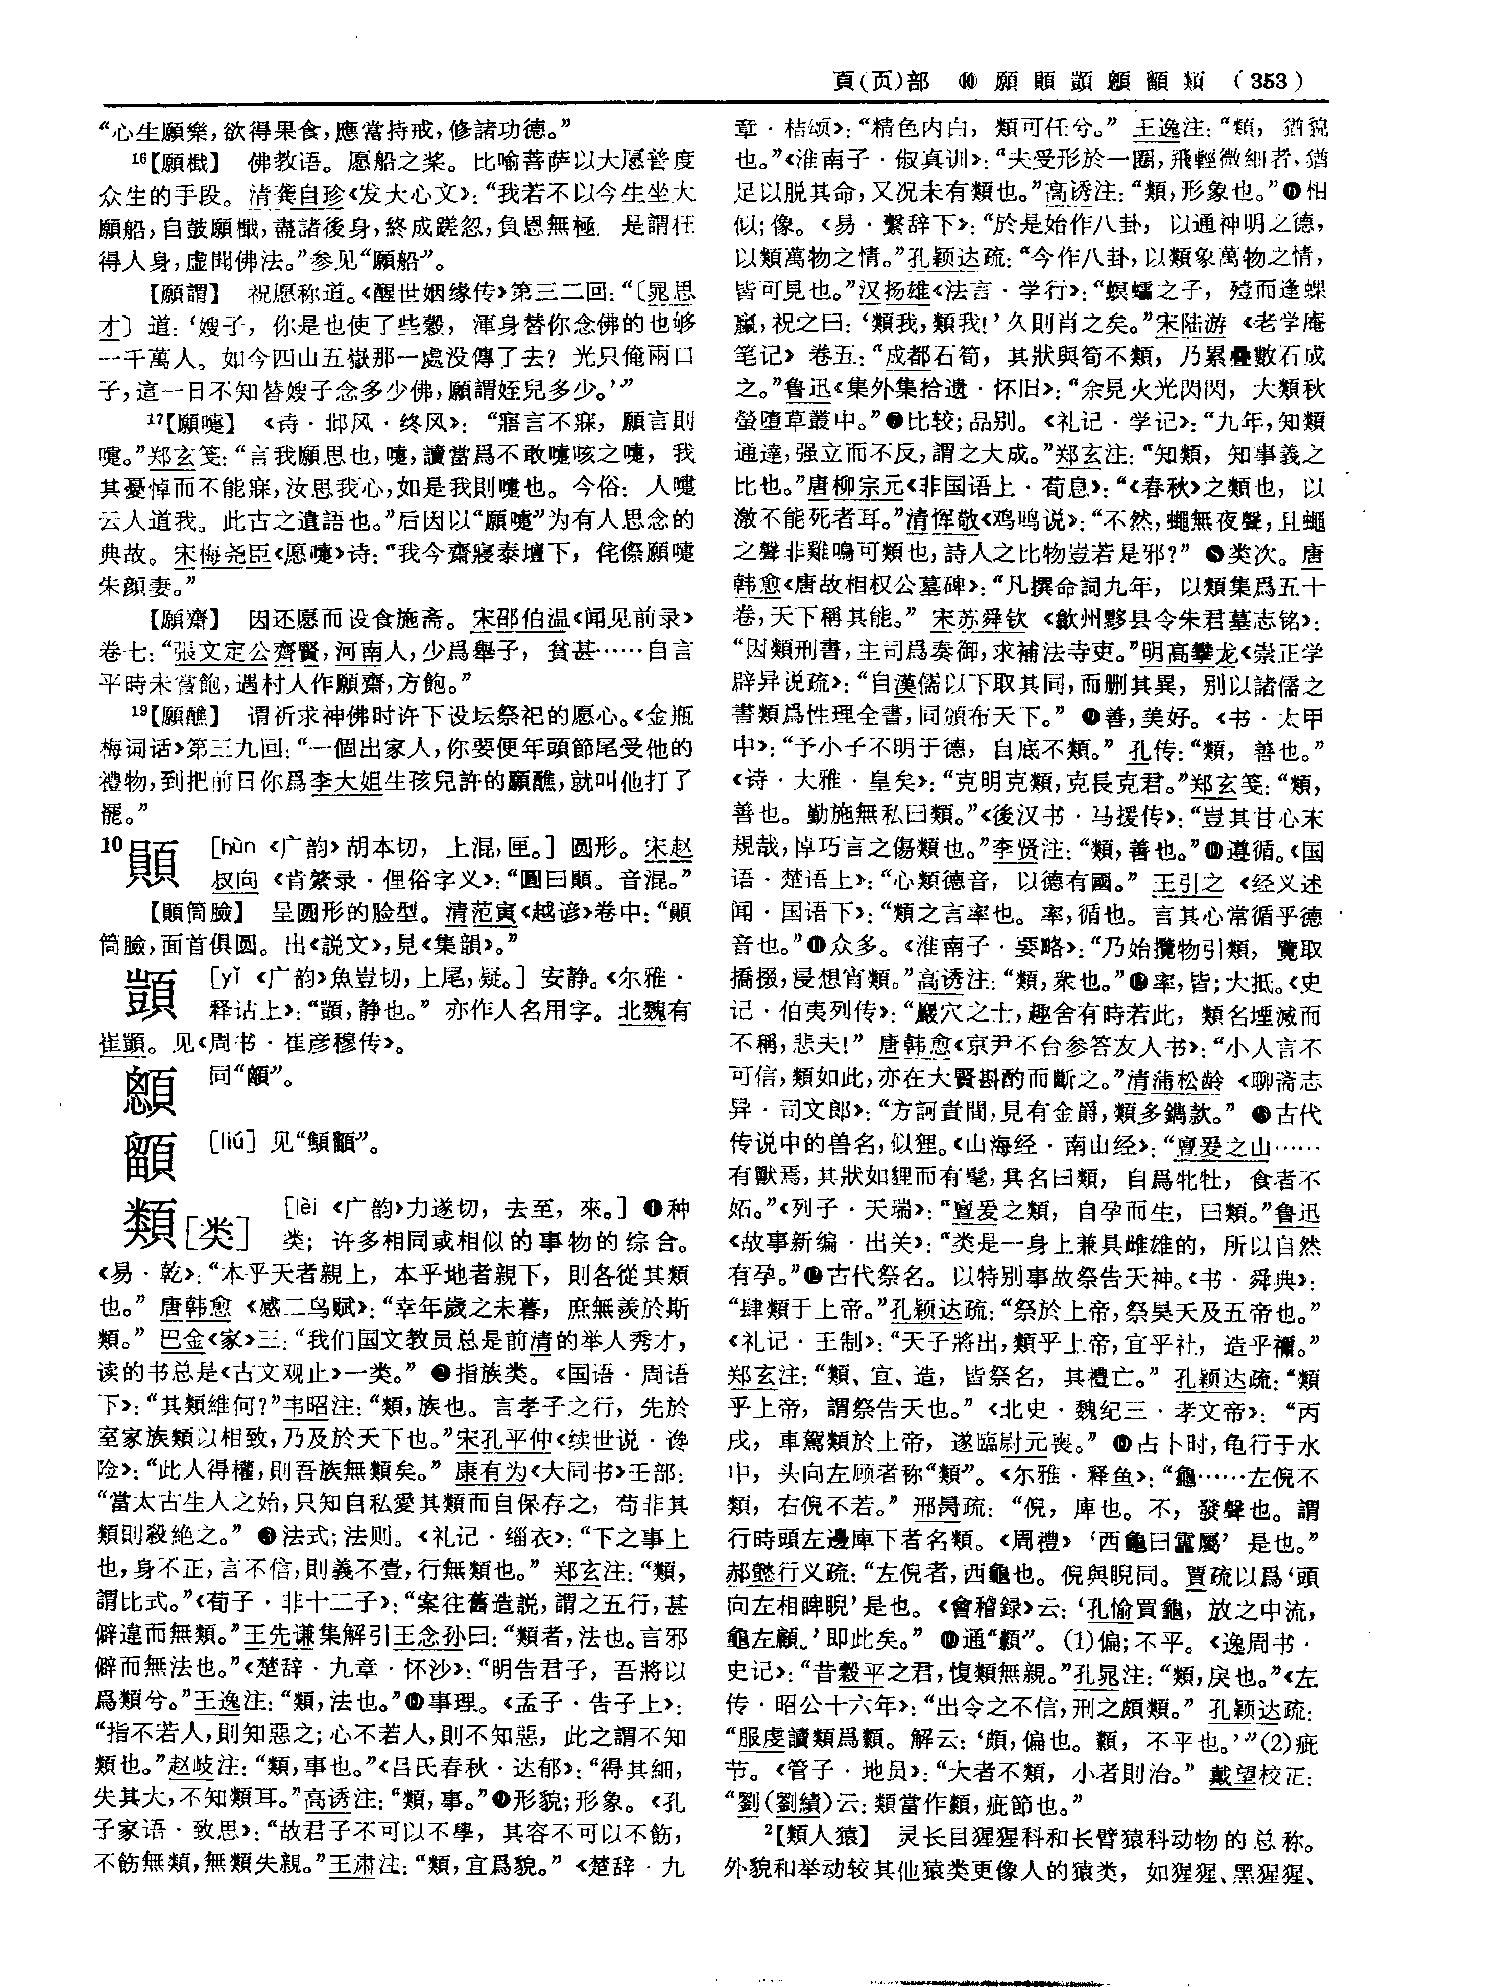 頁(页)部 ⑩ 願 顐 顗 顖 顱 類 （353）
“心生願樂，欲得果食，應當持戒，修諸功德。”
16【願檝】 佛教语。愿船之桨。比喻菩萨以大愿普度
众生的手段。清龚自珍《发大心文》：“我若不以今生坐大
願船，自鼓願檝，盡諸後身，終成蹉忽，負恩無極 是謂枉
得人身，虚聞佛法。”参见“願船”。
【願謂】 祝愿称道。《醒世姻缘传》第三二回：“〔晁思
才〕道：‘嫂子，你是也使了些穀，渾身替你念佛的也够
一千萬人。如今四山五嶽那一處没傳了去？光只俺兩口
子，這一日不知替嫂子念多少佛，願謂姪兒多少。’”
17【願嚏】 《诗·邶风·终风》：“寤言不寐，願言則
嚏。”郑玄笺：“言我願思也，嚏，讀當爲不敢嚏咳之嚏，我
其憂悼而不能寐，汝思我心，如是我則嚏也。今俗：人嚏
云人道我。此古之遺語也。”后因以“願嚏”为有人思念的
典故。宋梅尧臣《愿嚏》诗：“我今齋寢泰壇下，侘傺願嚏
朱顔妻。”
【願齋】 因还愿而设食施斋。宋邵伯温《闻见前录》
卷七：“張文定公齊賢，河南人，少爲舉子，貧甚……自言
平時未嘗飽，遇村人作願齋，方飽。”
19【願醮】 谓祈求神佛时许下设坛祭祀的愿心。《金瓶
梅词话》第三九回：“一個出家人，你要便年頭節尾受他的
禮物，到把前日你爲李大姐生孩兒許的願醮，就叫他打了
罷。”
10 顐 ［hùn 《广韵》胡本切，上混，匣。］圆形。宋赵
叔向《肯綮录·俚俗字义》：“圓曰顐。音混。”
【顐筒臉】 呈圆形的脸型。清范寅《越谚》卷中：“顐
筒臉，面首俱圆。出《説文》，見《集韻》。”
顗 ［yǐ 《广韵》魚豈切，上尾，疑。］安静。《尔雅·
释诂上》：“顗，静也。”亦作人名用字。北魏有
崔顗。见《周书·崔彦穆传》。
同“顖”。
［liú］见“”。
類［类］ ［lèi 《广韵》力遂切，去至，來。］❶种
类；许多相同或相似的事物的综合。
《易·乾》：“本乎天者親上，本乎地者親下，則各從其類
也。”唐韩愈《感二鸟赋》：“幸年歲之未暮，庶無羨於斯
類。”巴金《家》三：“我们国文教员总是前清的举人秀才，
读的书总是《古文观止》一类。”❷指族类。《国语·周语
下》：“其類維何？”韦昭注：“類，族也。言孝子之行，先於
室家族類以相致，乃及於天下也。”宋孔平仲《续世说·谗
险》：“此人得權，則吾族無類矣。”康有为《大同书》壬部：
“當太古生人之始，只知自私愛其類而自保存之，苟非其
類則殺絶之。”❸法式；法则。《礼记·缁衣》：“下之事上
也，身不正，言不信，則義不壹，行無類也。”郑玄注：“類，
謂比式。”《荀子·非十二子》：“案往舊造説，謂之五行，甚
僻違而無類。”王先谦集解引王念孙曰：“類者，法也。言邪
僻而無法也。”《楚辞·九章·怀沙》：“明告君子，吾將以
爲類兮。”王逸注：“類，法也。”❹事理。《孟子·告子上》：
“指不若人，則知惡之；心不若人，則不知惡，此之謂不知
類也。”赵岐注：“類，事也。”《吕氏春秋·达郁》：“得其細，
失其大，不知類耳。”高诱注：“類，事。”❺形貌；形象。《孔
子家语·致思》：“故君子不可以不學，其容不可以不飭，
不飭無類，無類失親。”王肃注：“類，宜爲貌。”《楚辞·九
章·桔颂》：“精色内白，類可任兮。”王逸注：“類，猶貌
也。”《淮南子·俶真训》：“夫受形於一圈，飛輕微細者，猶
足以脱其命，又况未有類也。”高诱注：“類，形象也。”❻相
似；像。《易·繫辞下》：“於是始作八卦，以通神明之德，
以類萬物之情。”孔颖达疏：“今作八卦，以類象萬物之情，
皆可見也。”汉扬雄《法言·学行》：“螟蠕之子，殪而逢蜾
蠃，祝之曰：‘類我，類我！’久則肖之矣。”宋陆游《老学庵
笔记》卷五：“成都石筍，其狀與筍不類，乃累疊數石成
之。”鲁迅《集外集拾遗·怀旧》：“余見火光閃閃，大類秋
螢墮草叢中。”❼比较；品别。《礼记·学记》：“九年，知類
通達，强立而不反，謂之大成。”郑玄注：“知類，知事義之
比也。”唐柳宗元《非国语上·荀息》：“《春秋》之類也，以
激不能死者耳。”清恽敬《鸡鸣说》：“不然，蠅無夜聲，且蠅
之聲非雞鳴可類也，詩人之比物豈若是邪？”❽类次。唐
韩愈《唐故相权公墓碑》：“凡撰命詞九年，以類集爲五十
卷，天下稱其能。”宋苏舜钦《歙州黟县令朱君墓志铭》：
“因類刑書，主司爲奏御，求補法寺吏。”明高攀龙《崇正学
辟异说疏》：“自漢儒以下取其同，而删其異，别以諸儒之
書類爲性理全書，同頒布天下。”❾善，美好。《书·太甲
中》：“予小子不明于德，自底不類。”孔传：“類，善也。”
《诗·大雅·皇矣》：“克明克類，克長克君。”郑玄笺：“類，
善也。勤施無私曰類。”《後汉书·马援传》：“豈其甘心末
規哉，悼巧言之傷類也。”李贤注：“類，善也。”❿遵循。《国
语·楚语上》：“心類德音，以德有國。”王引之《经义述
闻·国语下》：“類之言率也。率，循也。言其心常循乎德
音也。”⓫众多。《淮南子·要略》：“乃始攬物引類，覽取
撟掇，浸想宵類。”高诱注：“類，衆也。”⓬率，皆；大抵。《史
记·伯夷列传》：“巖穴之士，趣舍有時若此，類名堙滅而
不稱，悲夫！”唐韩愈《京尹不台参答友人书》：“小人言不
可信，類如此，亦在大賢斟酌而斷之。”清蒲松龄《聊斋志
异·司文郎》：“方訶責間，見有金爵，類多鐫款。”⓭古代
传说中的兽名，似狸。《山海经·南山经》：“亶爰之山……
有獸焉，其狀如貍而有髦，其名曰類，自爲牝牡，食者不
妬。”《列子·天瑞》：“亶爰之類，自孕而生，曰類。”鲁迅
《故事新编·出关》：“类是一身上兼具雌雄的，所以自然
有孕。”⓮古代祭名。以特别事故祭告天神。《书·舜典》：
“肆類于上帝。”孔颖达疏：“祭於上帝，祭昊天及五帝也。”
《礼记·王制》：“天子將出，類乎上帝，宜乎社，造乎禰。”
郑玄注：“類、宜、造，皆祭名，其禮亡。”孔颖达疏：“類
乎上帝，謂祭告天也。”《北史·魏纪三·孝文帝》：“丙
戌，車駕類於上帝，遂臨尉元喪。”⓯占卜时，龟行于水
中，头向左顾者称“類”。《尔雅·释鱼》：“龜……左倪不
類，右倪不若。”邢昺疏：“倪，庳也。不，發聲也。謂
行時頭左邊庳下者名類。《周禮》‘西龜曰靁屬’是也。”
郝懿行义疏：“左倪者，西龜也。倪與睨同。賈疏以爲‘頭
向左相睥睨’是也。《會稽録》云：‘孔愉買龜，放之中流，
龜左顧。’即此矣。”⓰通“纇”。(1)偏；不平。《逸周书·
史记》：“昔穀平之君，愎類無親。”孔晁注：“類，戾也。”《左
传·昭公十六年》：“出令之不信，刑之頗類。”孔颖达疏：
“服虔讀類爲纇。解云：‘頗，偏也。纇，不平也。’”(2)疵
节。《管子·地员》：“大者不類，小者則治。”戴望校正：
“劉（劉績）云：類當作纇，疵節也。”
2【類人猿】 灵长目猩猩科和长臂猿科动物的总称。
外貌和举动较其他猿类更像人的猿类，如猩猩、黑猩猩、